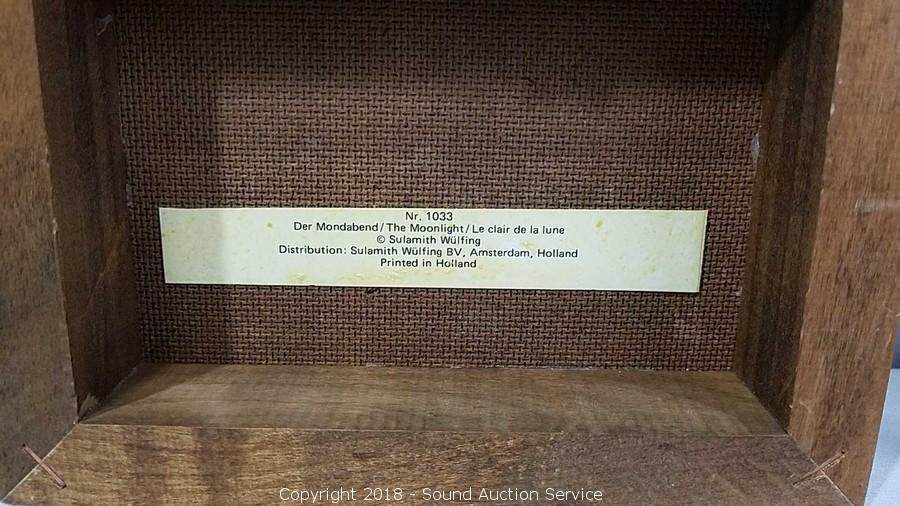 Nr. 1033
Der Mondabend/The Moonlight/Le clair de la lune
© Sulamith Wülfing
Distribution: Sulamith Wülfing BV, Amsterdam, Holland
Printed in Holland
Copyright 2018 - Sound Auction Service